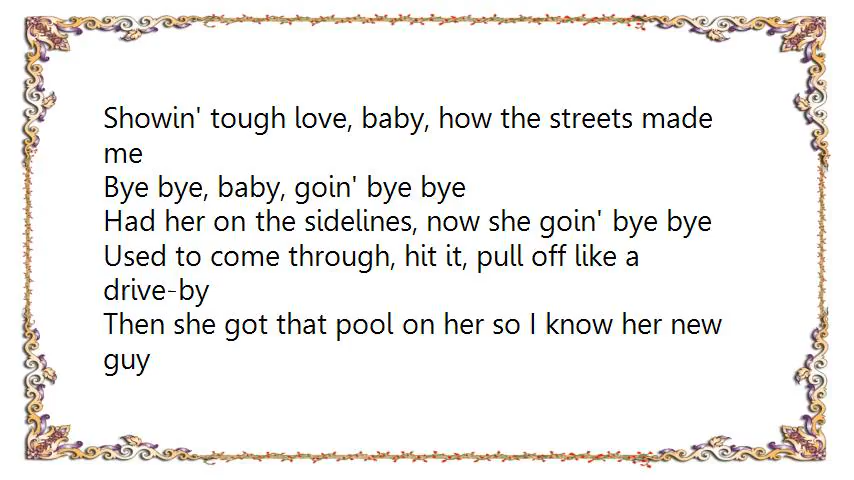 Showin' tough love, baby, how the streets made
me
Bye bye, baby, goin' bye bye
Had her on the sidelines, now she goin' bye bye
Used to come through, hit it, pull off like a
drive-by
Then she got that pool on her so I know her new
guy